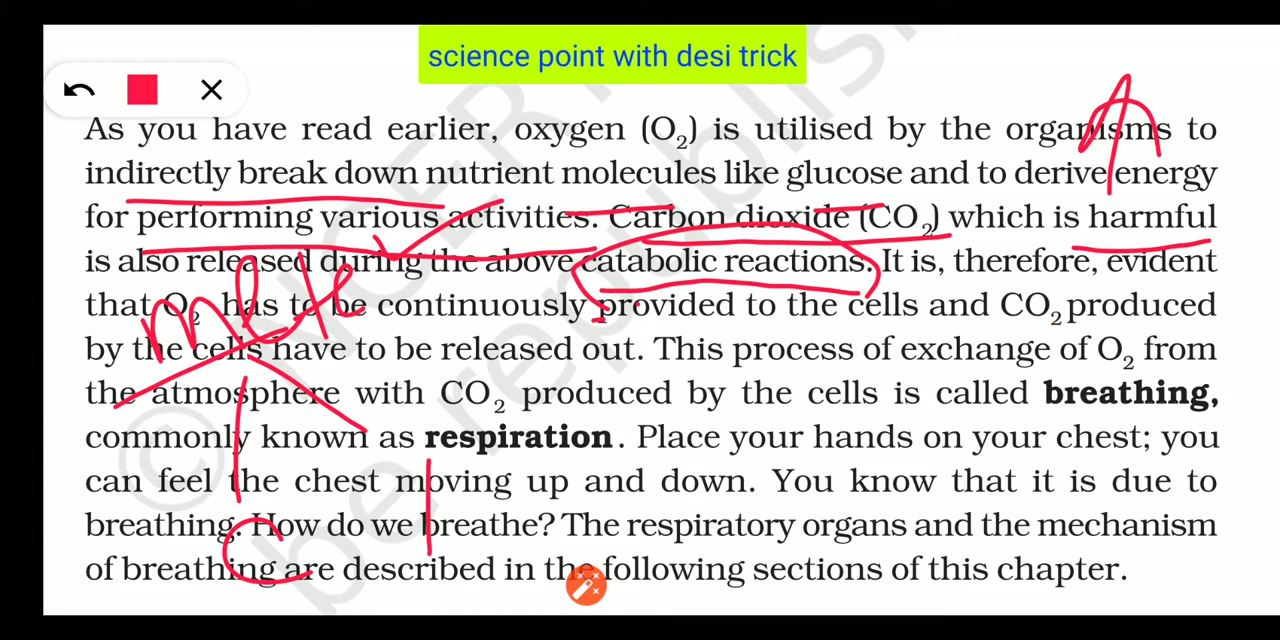 science point with desi trick
As you have read earlier, oxygen (O₂) is utilised by the organisms to
indirectly break down nutrient molecules like glucose and to derive energy
for performing various activities. Carbon dioxide (CO₂) which is harmful
is also released during the above catabolic reactions. It is, therefore, evident
that O₂ has to be continuously provided to the cells and CO₂ produced
by the cells have to be released out. This process of exchange of O₂ from
the atmosphere with CO₂ produced by the cells is called breathing,
commonly known as respiration. Place your hands on your chest; you
can feel the chest moving up and down. You know that it is due to
breathing. How do we breathe? The respiratory organs and the mechanism
of breathing are described in the following sections of this chapter.